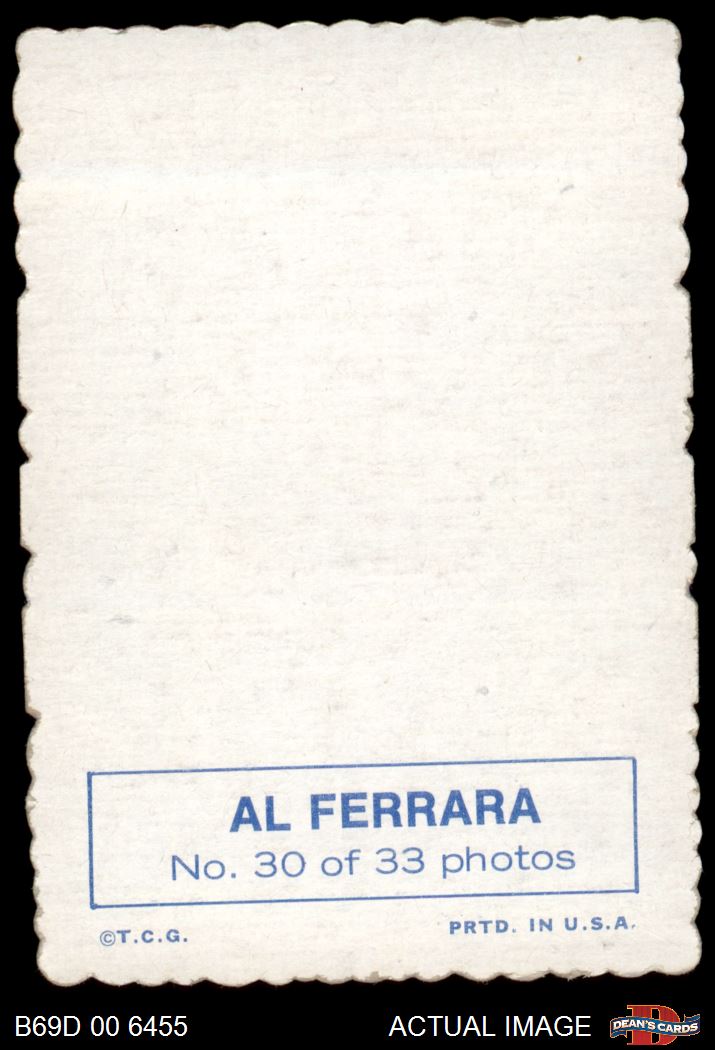 AL FERRARA
No. 30 of 33 photos
©T.C.G.
PRTD. IN U.S.A.
B69D 00 6455
ACTUAL IMAGE
D
DEAN'S CARDS